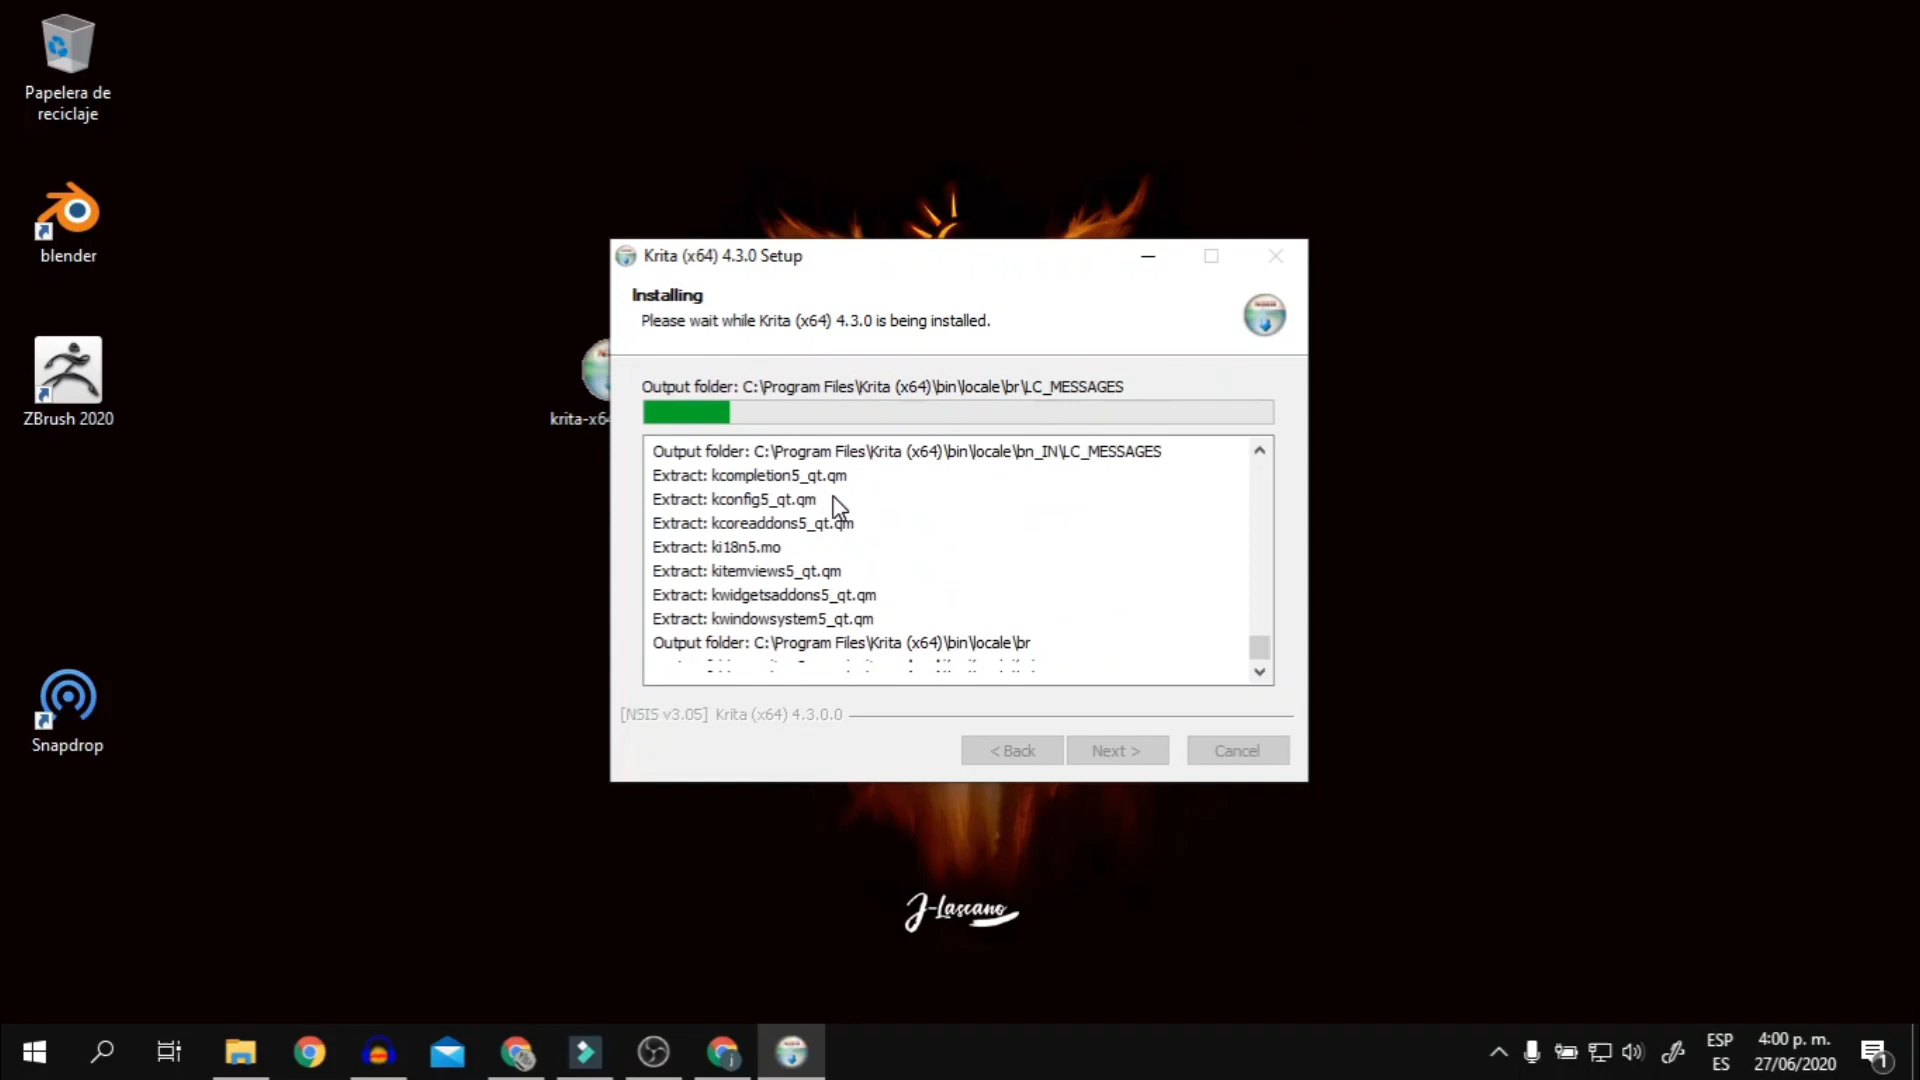 Papelera de
reciclaje
blender
ZBrush 2020
Snapdrop
krita-x64
Krita (x64) 4.3.0 Setup
Installing
Please wait while Krita (x64) 4.3.0 is being installed.
Output folder: C:\Program Files\Krita (x64)\bin\locale\br\LC_MESSAGES
Output folder: C:\Program Files\Krita (x64)\bin\locale\bn_IN\LC_MESSAGES
Extract: kcompletion5_qt.qm
Extract: kconfig5_qt.qm
Extract: kcoreaddons5_qt.qm
Extract: ki18n5.mo
Extract: kitemviews5_qt.qm
Extract: kwidgetsaddons5_qt.qm
Extract: kwindowsystem5_qt.qm
Output folder: C:\Program Files\Krita (x64)\bin\locale\br
[NSIS v3.05] Krita (x64) 4.3.0.0
< Back
Next >
Cancel
J-Lascano
ESP
ES
4:00 p. m.
27/06/2020
1